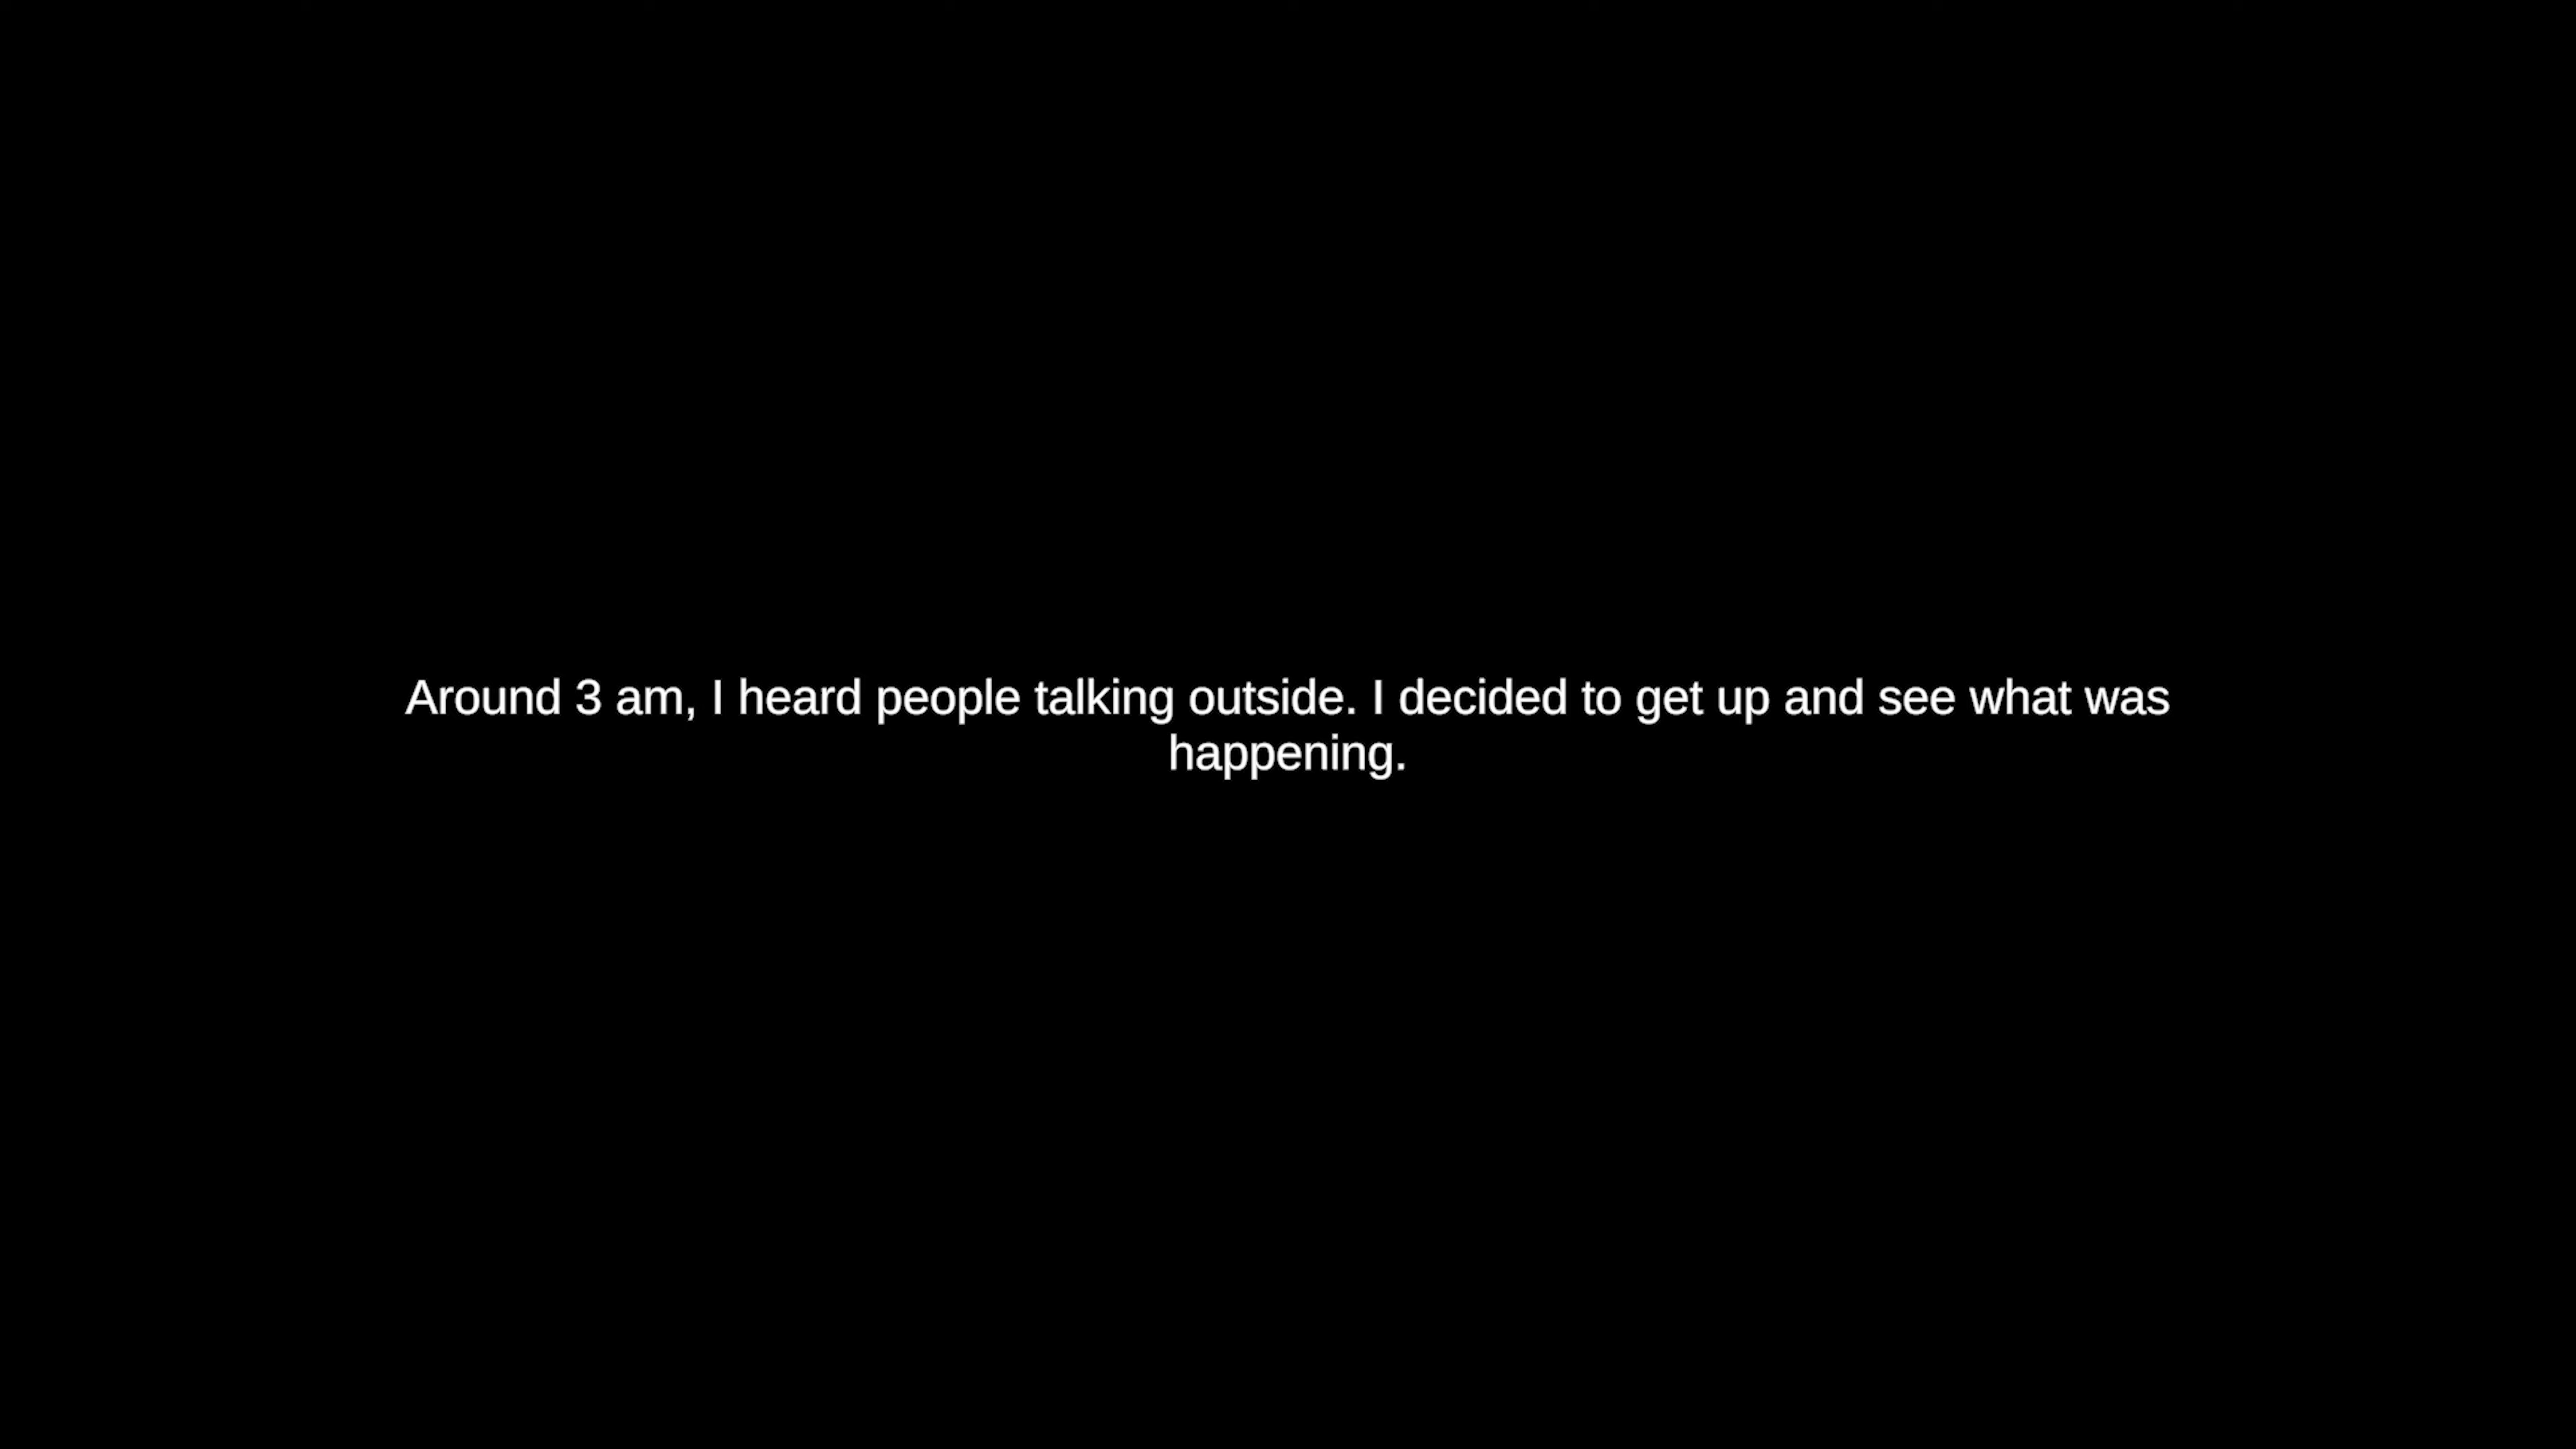 Around 3 am, I heard people talking outside. I decided to get up and see what was
happening.